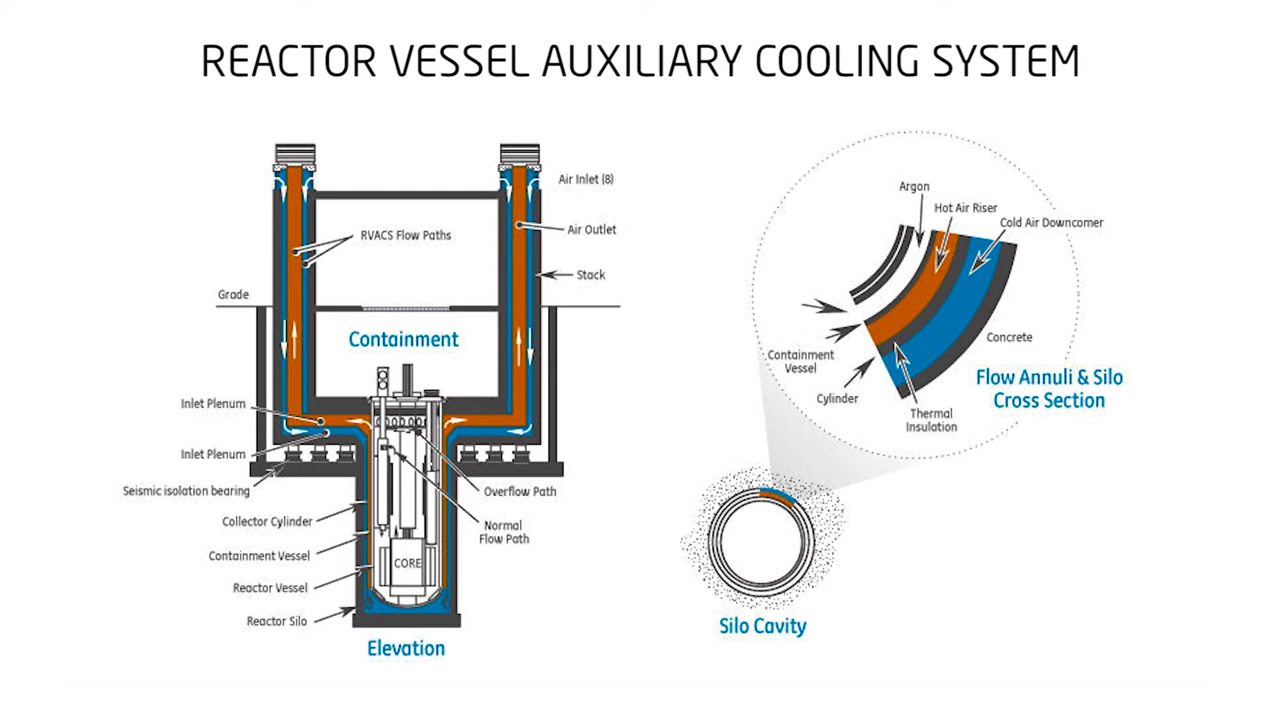 REACTOR VESSEL AUXILIARY COOLING SYSTEM
Air Inlet (8)
RVACS Flow Paths
Air Outlet
Stack
Grade
Containment
Inlet Plenum
Inlet Plenum
Seismic isolation bearing
Collector Cylinder
Containment Vessel
Reactor Vessel
Reactor Silo
Overflow Path
Normal
Flow Path
CORE
Elevation
Argon
Hot Air Riser
Cold Air Downcomer
Concrete
Containment
Vessel
Cylinder
Thermal
Insulation
Flow Annuli & Silo
Cross Section
Silo Cavity